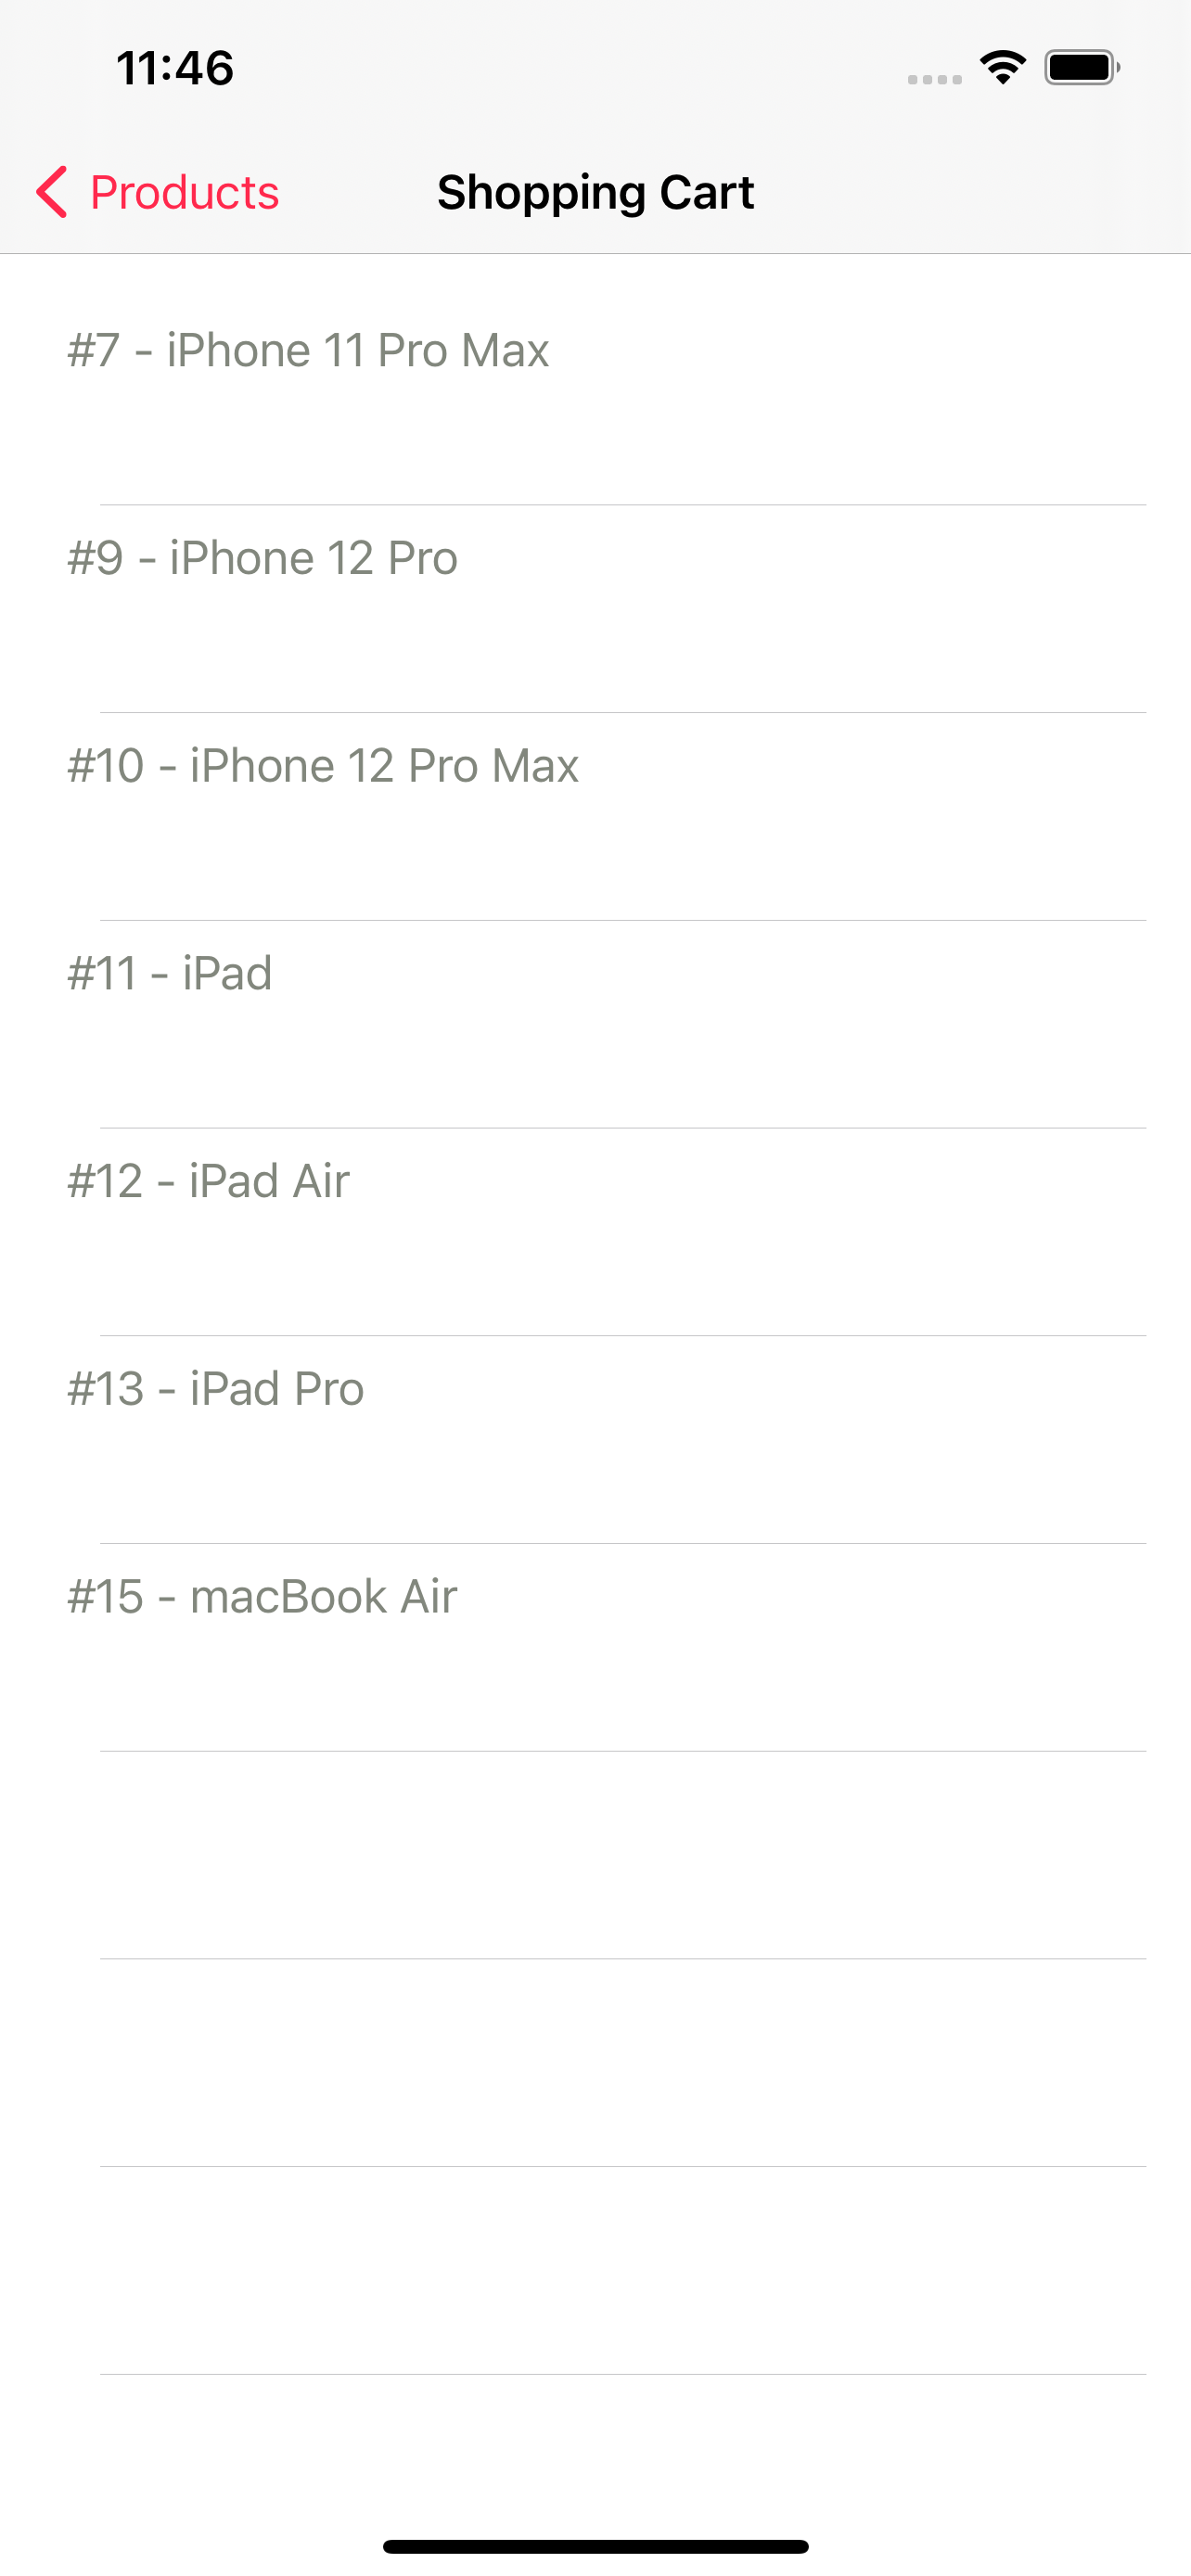 11:46
Products
Shopping Cart
#7 - iPhone 11 Pro Max
#9 - iPhone 12 Pro
#10 - iPhone 12 Pro Max
#11 - iPad
#12 - iPad Air
#13 - iPad Pro
#15 - macBook Air